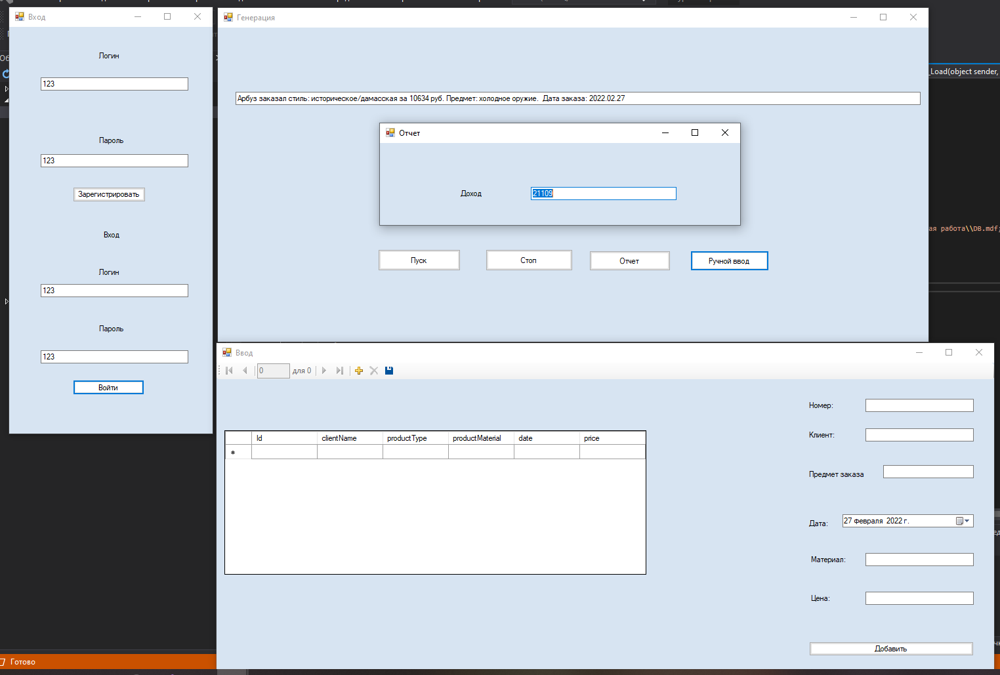 Вход
Логин
123
Пароль
123
Зарегистрировать
Вход
Логин
123
Пароль
123
Войти
Генерация
Арбуз заказал стиль: историческое/дамасская за 10634 руб. Предмет: холодное оружие. Дата заказа: 2022.02.27
Отчет
Доход
21109
Пуск
Стоп
Отчет
Ручной ввод
_Load(object sender,
ая работа\\DB.mdf;
Ввод
0
для 0
Id clientName productType productMaterial date price
Номер:
Клиент:
Предмет заказа
Дата:
27 февраля 2022 г.
Материал:
Цена:
Добавить
Готово